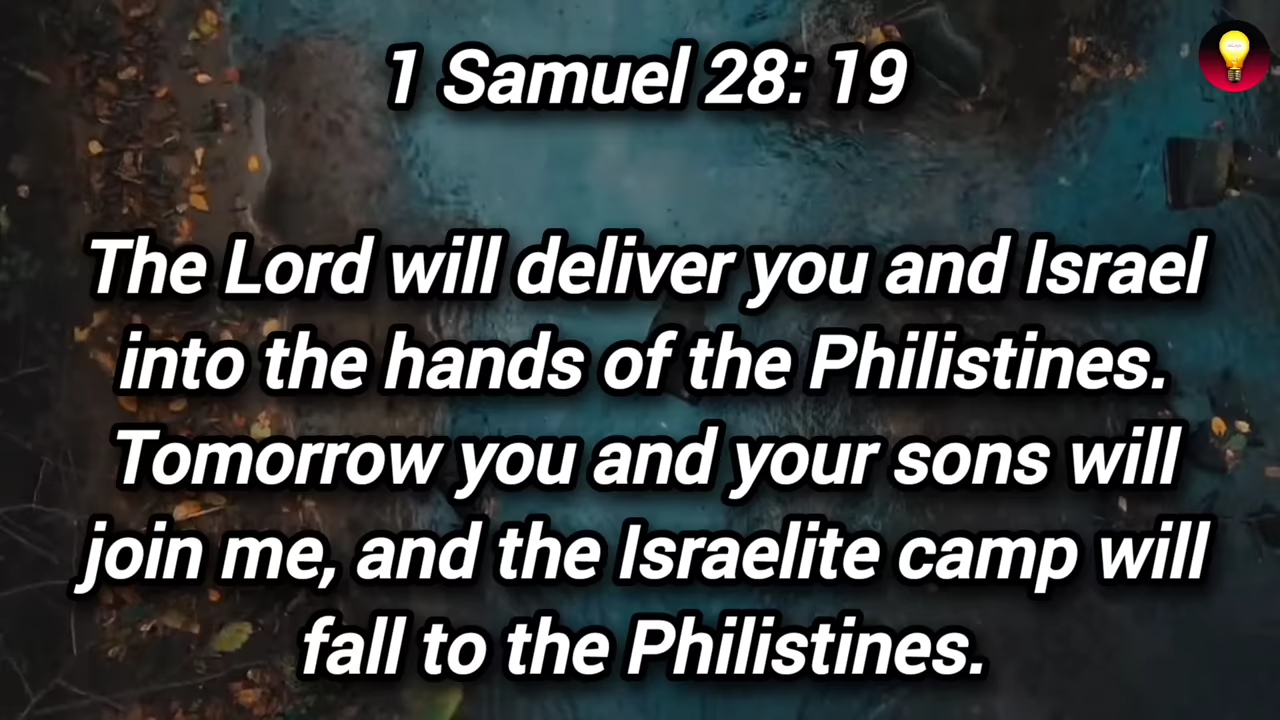 1 Samuel 28: 19
The Lord will deliver you and Israel
into the hands of the Philistines.
Tomorrow you and your sons will
join me, and the Israelite camp will
fall to the Philistines.